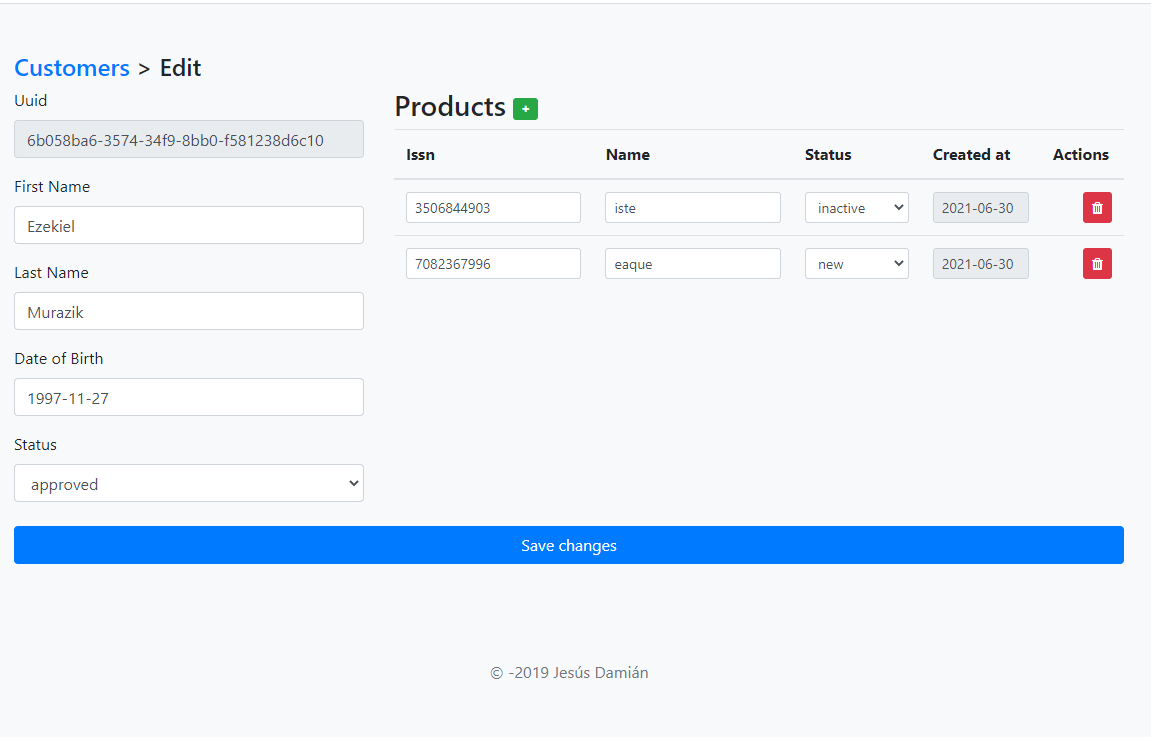 Customers > Edit
Uuid
6b058ba6-3574-34f9-8bb0-f581238d6c10
First Name
Ezekiel
Last Name
Murazik
Date of Birth
1997-11-27
Status
approved
Products +
Issn Name Status Created at Actions
3506844903 iste inactive 2021-06-30
7082367996 eaque new 2021-06-30
Save changes
© -2019 Jesús Damián